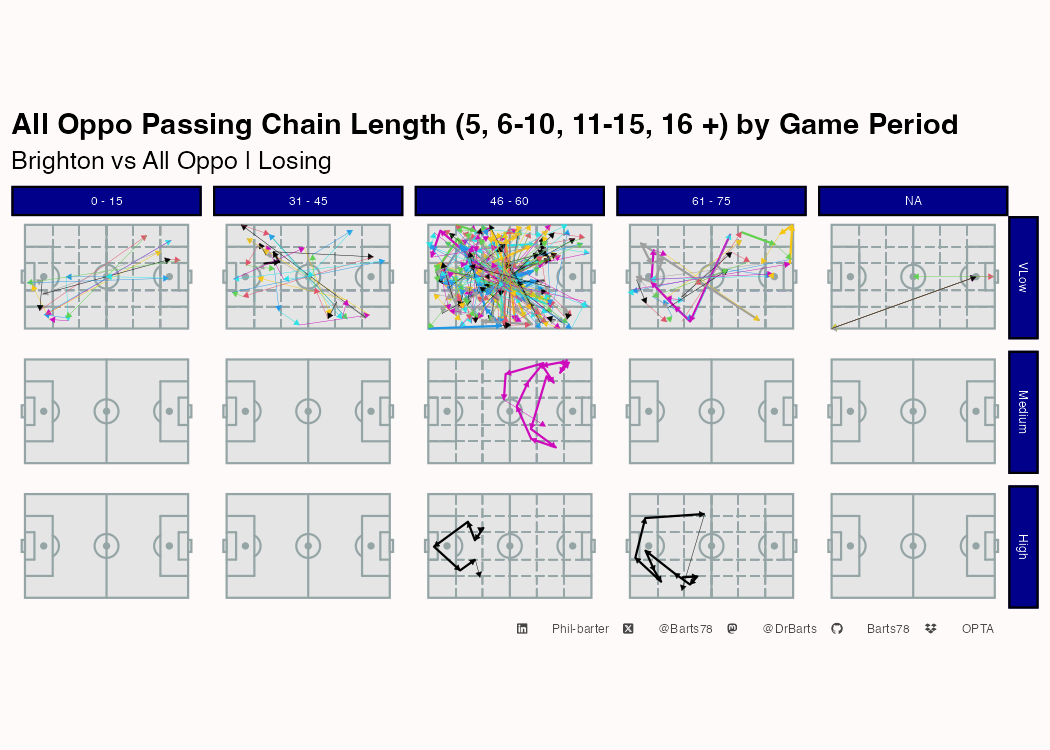 All Oppo Passing Chain Length (5, 6-10, 11-15, 16 +) by Game Period
Brighton vs All Oppo | Losing
0 - 15
31 - 45
46 - 60
61 - 75
NA
VLow
Medium
High
Phil-barter @Barts78 @DrBarts Barts78 OPTA